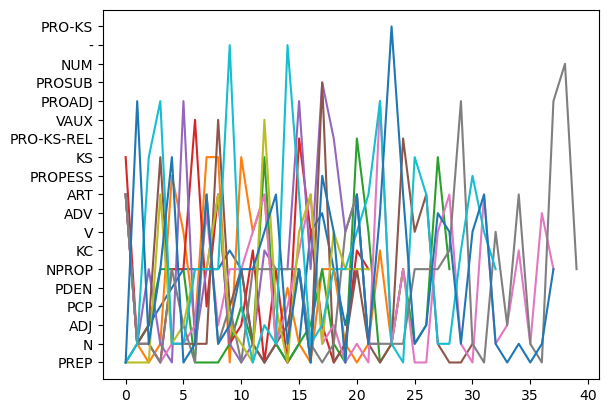 PRO-KS
-
NUM
PROSUB
PROADJ
VAUX
PRO-KS-REL
KS
PROPESS
ART
ADV
V
KC
NPROP
PDEN
PCP
ADJ
N
PREP
0 5 10 15 20 25 30 35 40